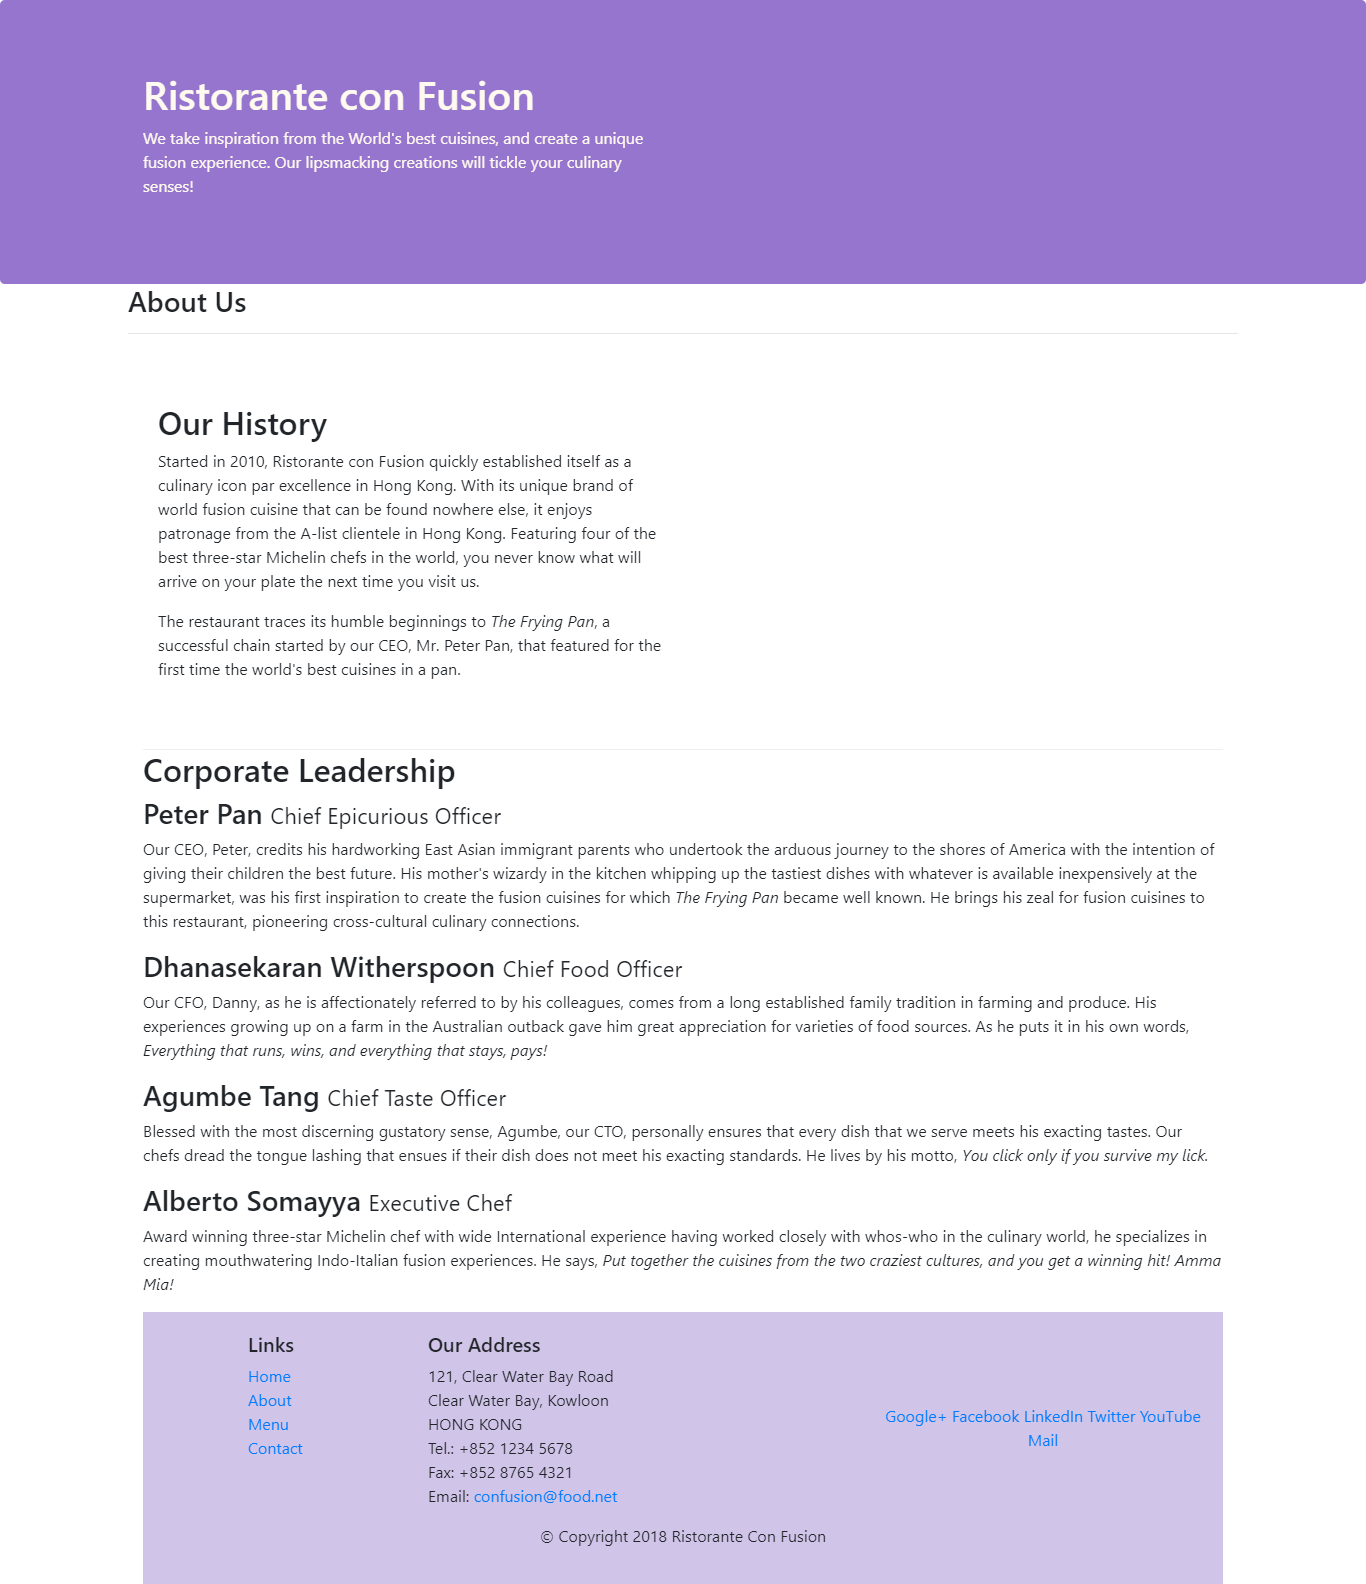 Ristorante con Fusion
We take inspiration from the World's best cuisines, and create a unique
fusion experience. Our lipsmacking creations will tickle your culinary
senses!
About Us
Our History
Started in 2010, Ristorante con Fusion quickly established itself as a
culinary icon par excellence in Hong Kong. With its unique brand of
world fusion cuisine that can be found nowhere else, it enjoys
patronage from the A-list clientele in Hong Kong. Featuring four of the
best three-star Michelin chefs in the world, you never know what will
arrive on your plate the next time you visit us.
The restaurant traces its humble beginnings to The Frying Pan, a
successful chain started by our CEO, Mr. Peter Pan, that featured for the
first time the world's best cuisines in a pan.
Corporate Leadership
Peter Pan Chief Epicurious Officer
Our CEO, Peter, credits his hardworking East Asian immigrant parents who undertook the arduous journey to the shores of America with the intention of
giving their children the best future. His mother's wizardy in the kitchen whipping up the tastiest dishes with whatever is available inexpensively at the
supermarket, was his first inspiration to create the fusion cuisines for which The Frying Pan became well known. He brings his zeal for fusion cuisines to
this restaurant, pioneering cross-cultural culinary connections.
Dhanasekaran Witherspoon Chief Food Officer
Our CFO, Danny, as he is affectionately referred to by his colleagues, comes from a long established family tradition in farming and produce. His
experiences growing up on a farm in the Australian outback gave him great appreciation for varieties of food sources. As he puts it in his own words,
Everything that runs, wins, and everything that stays, pays!
Agumbe Tang Chief Taste Officer
Blessed with the most discerning gustatory sense, Agumbe, our CTO, personally ensures that every dish that we serve meets his exacting tastes. Our
chefs dread the tongue lashing that ensues if their dish does not meet his exacting standards. He lives by his motto, You click only if you survive my lick.
Alberto Somayya Executive Chef
Award winning three-star Michelin chef with wide International experience having worked closely with whos-who in the culinary world, he specializes in
creating mouthwatering Indo-Italian fusion experiences. He says, Put together the cuisines from the two craziest cultures, and you get a winning hit! Amma
Mia!
Links
Home
About
Menu
Contact
Our Address
121, Clear Water Bay Road
Clear Water Bay, Kowloon
HONG KONG
Tel.: +852 1234 5678
Fax: +852 8765 4321
Email: confusion@food.net
Google+ Facebook LinkedIn Twitter YouTube
Mail
© Copyright 2018 Ristorante Con Fusion